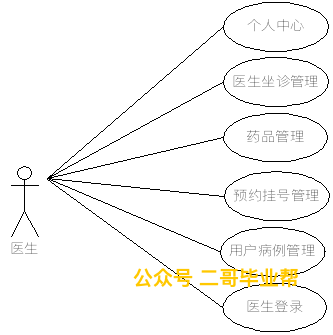 个人中心
医生坐诊管理
药品管理
预约挂号管理
医生
用户病例管理
公众号 二哥毕业帮
医生登录